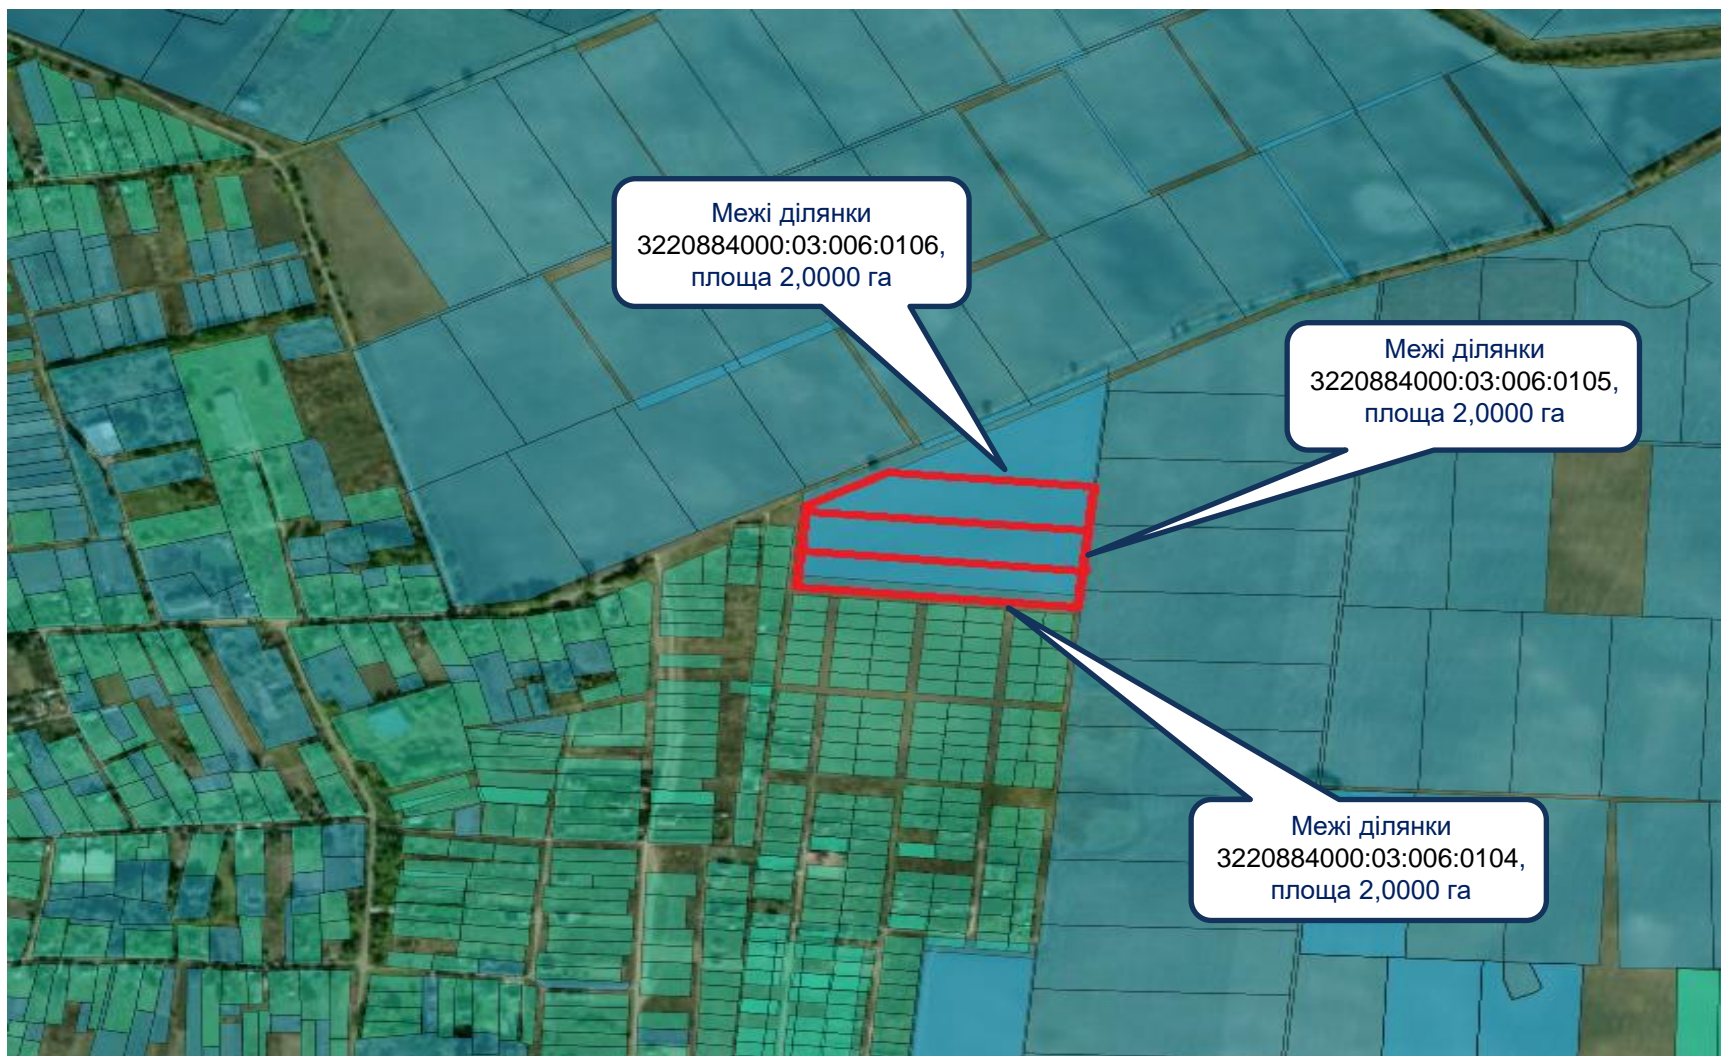 Межі ділянки
3220884000:03:006:0106,
площа 2,0000 га
Межі ділянки
3220884000:03:006:0105,
площа 2,0000 га
Межі ділянки
3220884000:03:006:0104,
площа 2,0000 га